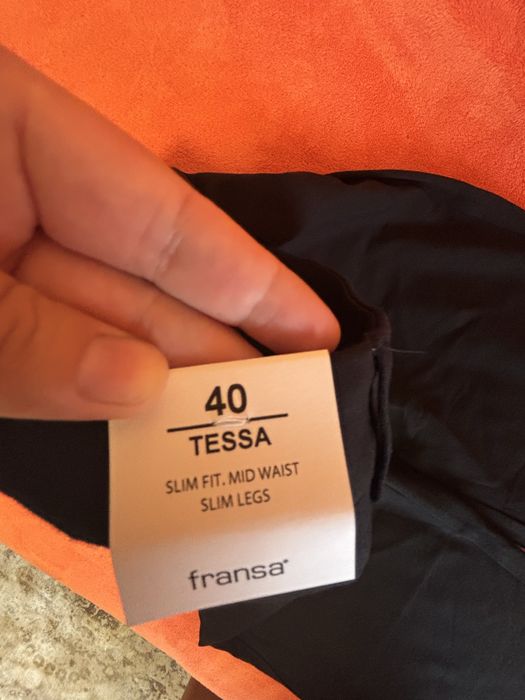 40
TESSA
SLIM FIT. MID WAIST
SLIM LEGS
fransa